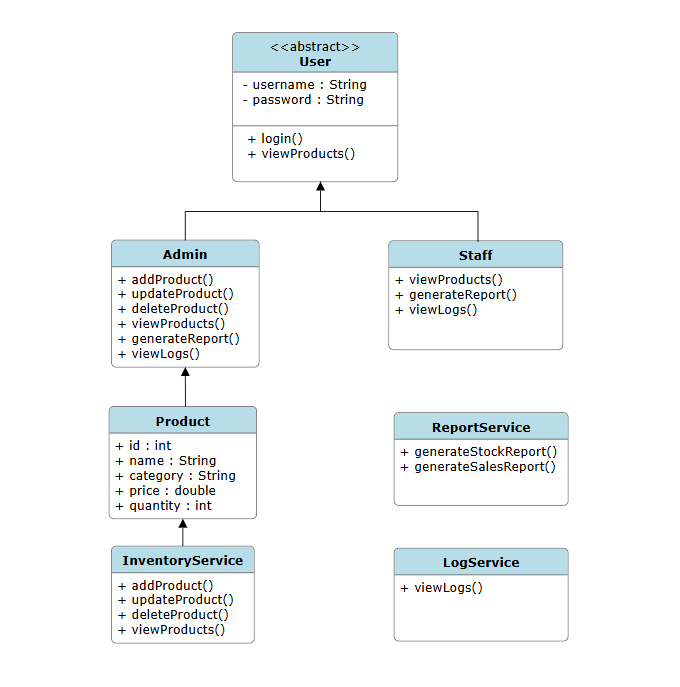 <<abstract>>
User
- username : String
- password : String
+ login()
+ viewProducts()
Admin
+ addProduct()
+ updateProduct()
+ deleteProduct()
+ viewProducts()
+ generateReport()
+ viewLogs()
Staff
+ viewProducts()
+ generateReport()
+ viewLogs()
Product
+ id : int
+ name : String
+ category : String
+ price : double
+ quantity : int
ReportService
+ generateStockReport()
+ generateSalesReport()
InventoryService
+ addProduct()
+ updateProduct()
+ deleteProduct()
+ viewProducts()
LogService
+ viewLogs()